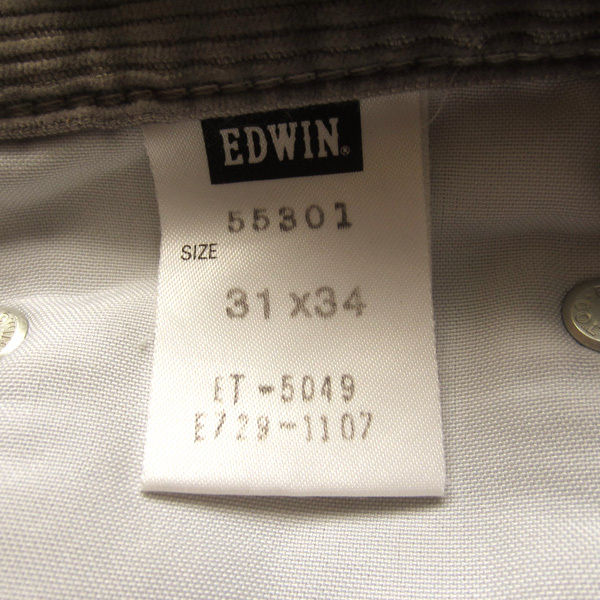 EDWIN®
55301
SIZE
31 x34
ET-5049
E729-1107